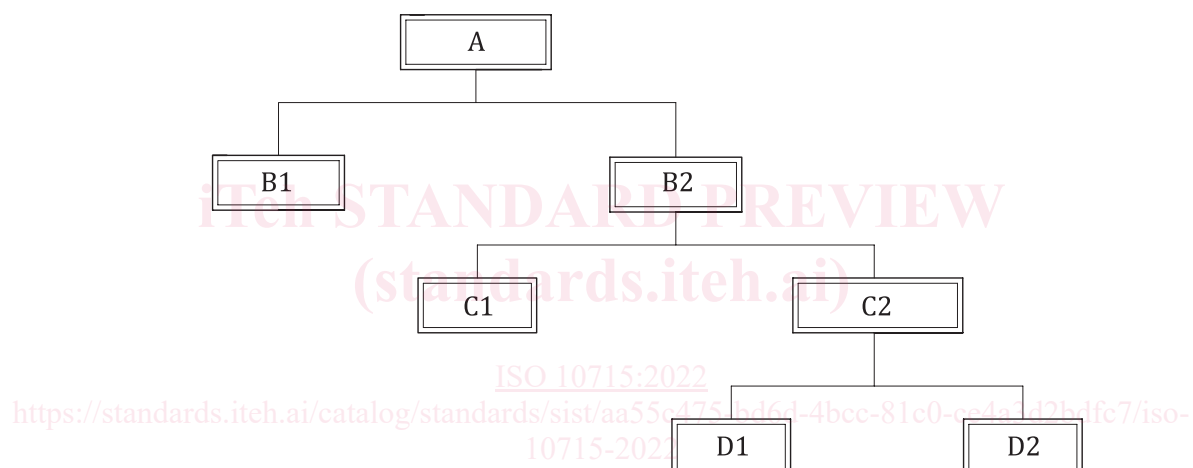 A
B1
B2
iTeh STANDARD PREVIEW
(standards.iteh.ai)
C1
C2
ISO 10715:2022
https://standards.iteh.ai/catalog/standards/sist/aa55c475-bd6d-4bcc-81c0-ce4a3d2bdfc7/iso-
10715-2022
D1
D2